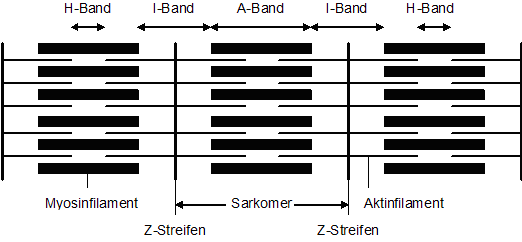 H-Band I-Band A-Band I-Band H-Band
Myosinfilament Sarkomer Aktinfilament
Z-Streifen Z-Streifen